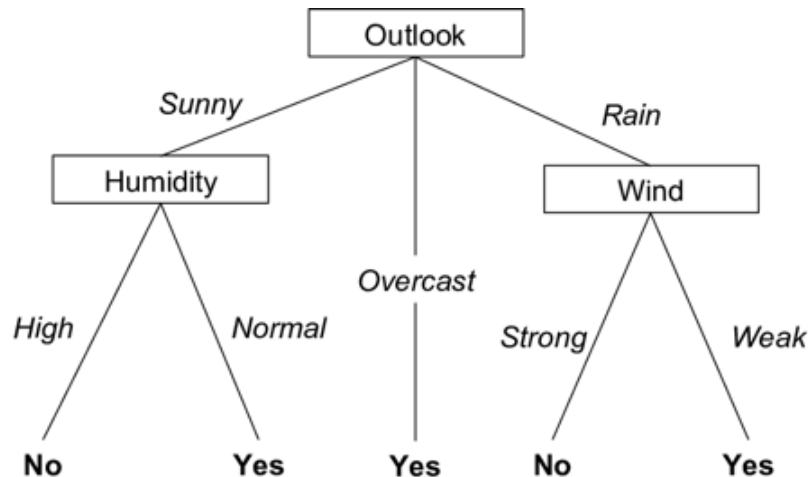 Outlook
Sunny
Rain
Humidity
Wind
Overcast
High
Normal
Strong
Weak
No
Yes
Yes
No
Yes